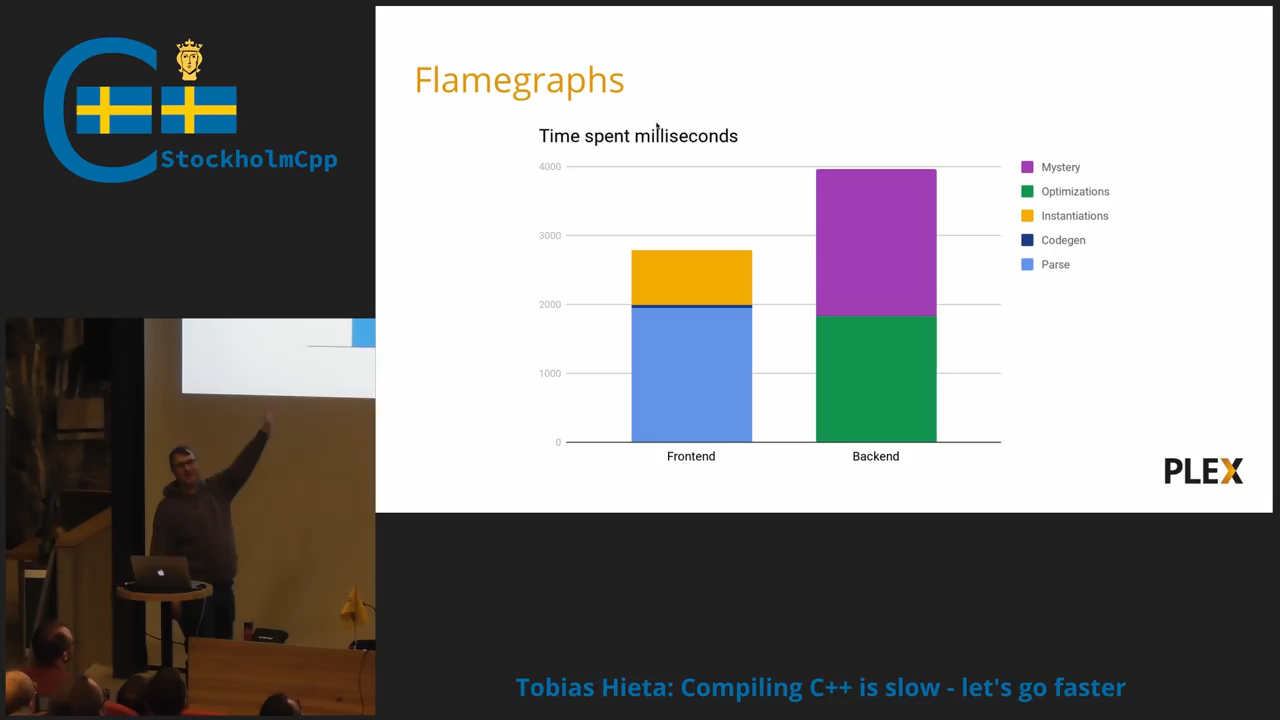 StockholmCpp
Flamegraphs
Time spent milliseconds
4000
3000
2000
1000
0
Frontend
Backend
Mystery
Optimizations
Instantiations
Codegen
Parse
PLEX
Tobias Hieta: Compiling C++ is slow - let's go faster